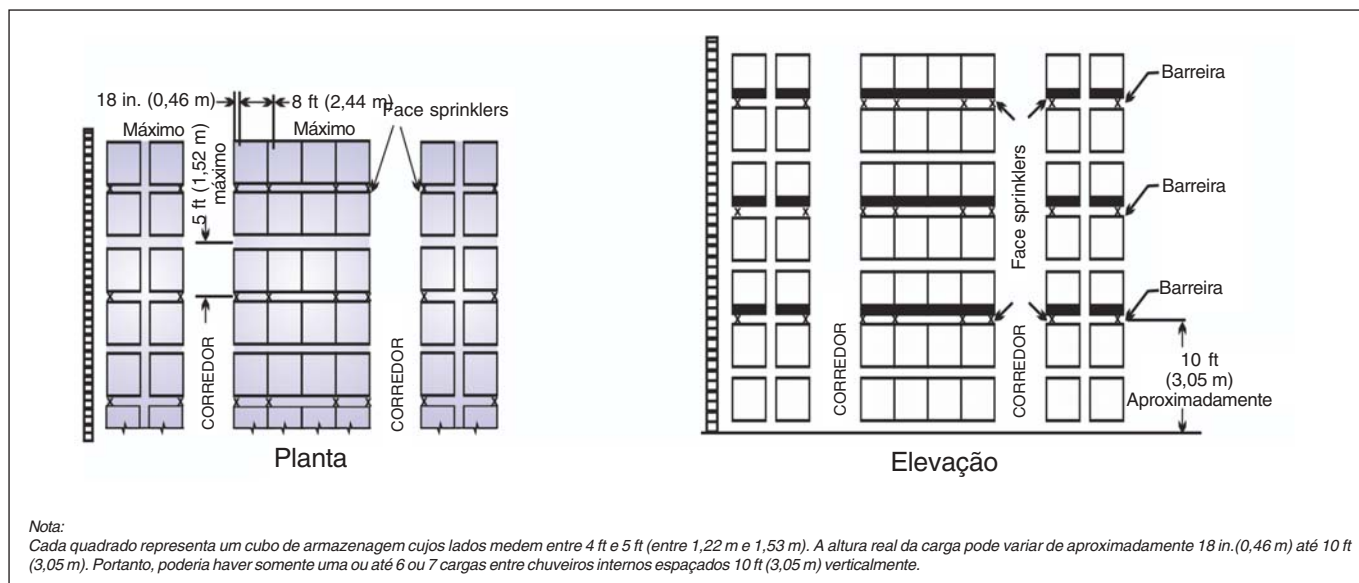 18 in. (0,46 m)
8 ft (2,44 m)
Face sprinklers
Máximo
Máximo
5 ft (1,52 m)
máximo
CORREDOR
CORREDOR
Planta
Barreira
Barreira
Barreira
Face sprinklers
CORREDOR
CORREDOR
10 ft
(3,05 m)
Aproximadamente
Elevação
Nota:
Cada quadrado representa um cubo de armazenagem cujos lados medem entre 4 ft e 5 ft (entre 1,22 m e 1,53 m). A altura real da carga pode variar de aproximadamente 18 in.(0,46 m) até 10 ft
(3,05 m). Portanto, poderia haver somente uma ou até 6 ou 7 cargas entre chuveiros internos espaçados 10 ft (3,05 m) verticalmente.